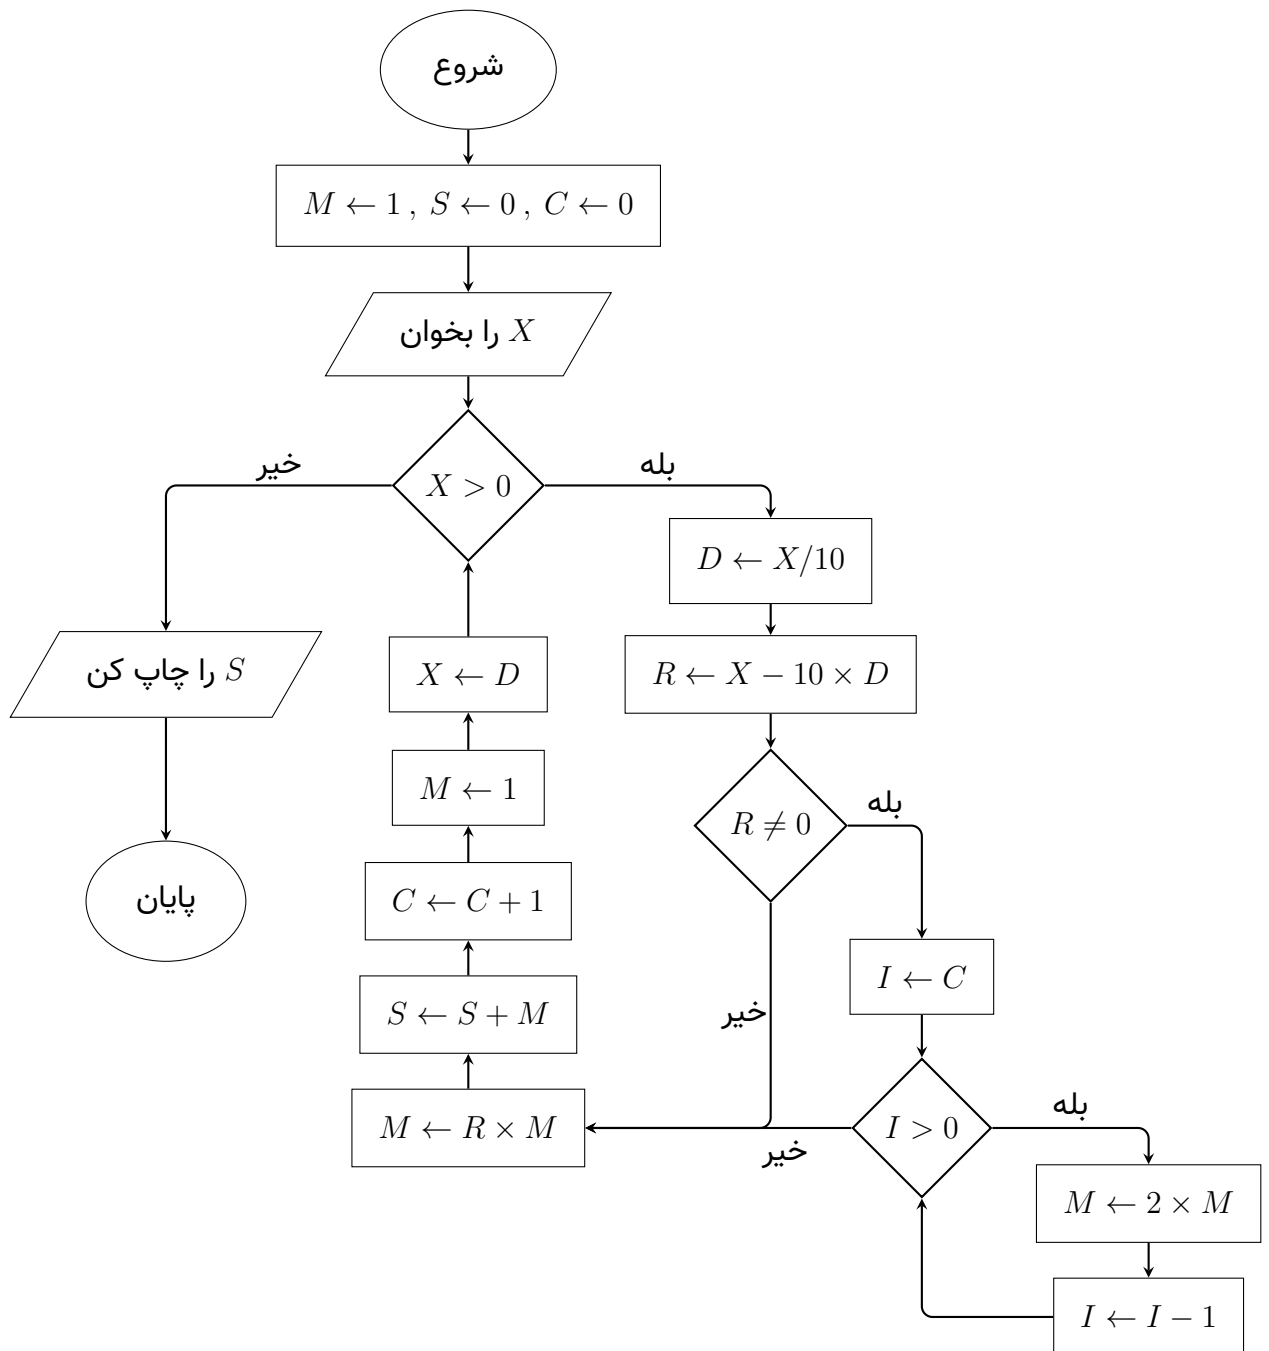 شروع
M ← 1 , S ← 0 , C ← 0
X را بخوان
X > 0
خیر
بله
D ← X/10
R ← X − 10 × D
R ≠ 0
بله
خیر
I ← C
I > 0
بله
خیر
M ← 2 × M
I ← I − 1
M ← R × M
S ← S + M
C ← C + 1
M ← 1
X ← D
S را چاپ کن
پایان